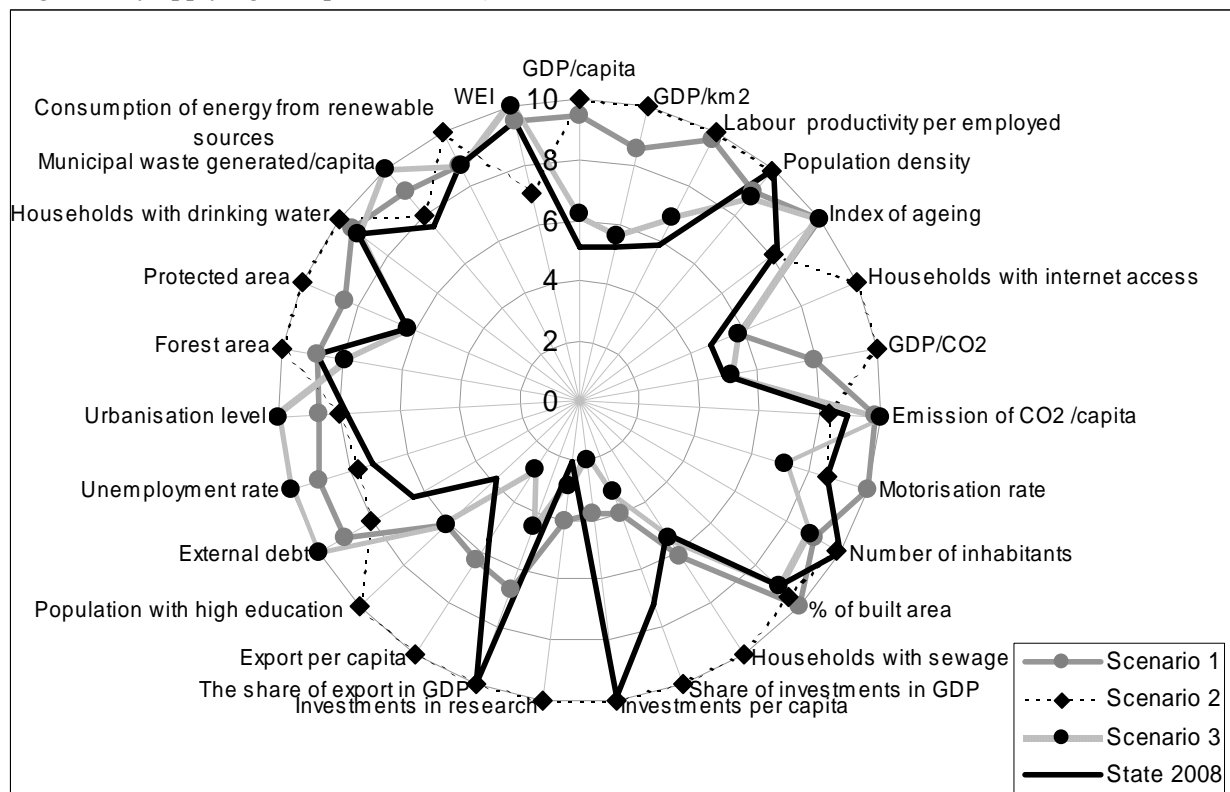 GDP/capita
WEI
10
GDP/km2
Consumption of energy from renewable
sources
Labour productivity per employed
Municipal waste generated/capita
8
Population density
Households with drinking water
6
Index of ageing
Protected area
4
Households with internet access
Forest area
2
GDP/CO2
Urbanisation level
0
Emission of CO2 /capita
Unemployment rate
Motorisation rate
External debt
Number of inhabitants
Population with high education
% of built area
Export per capita
Households with sewage
The share of export in GDP
Share of investments in GDP
Investments in research
Investments per capita
Scenario 1
Scenario 2
Scenario 3
State 2008